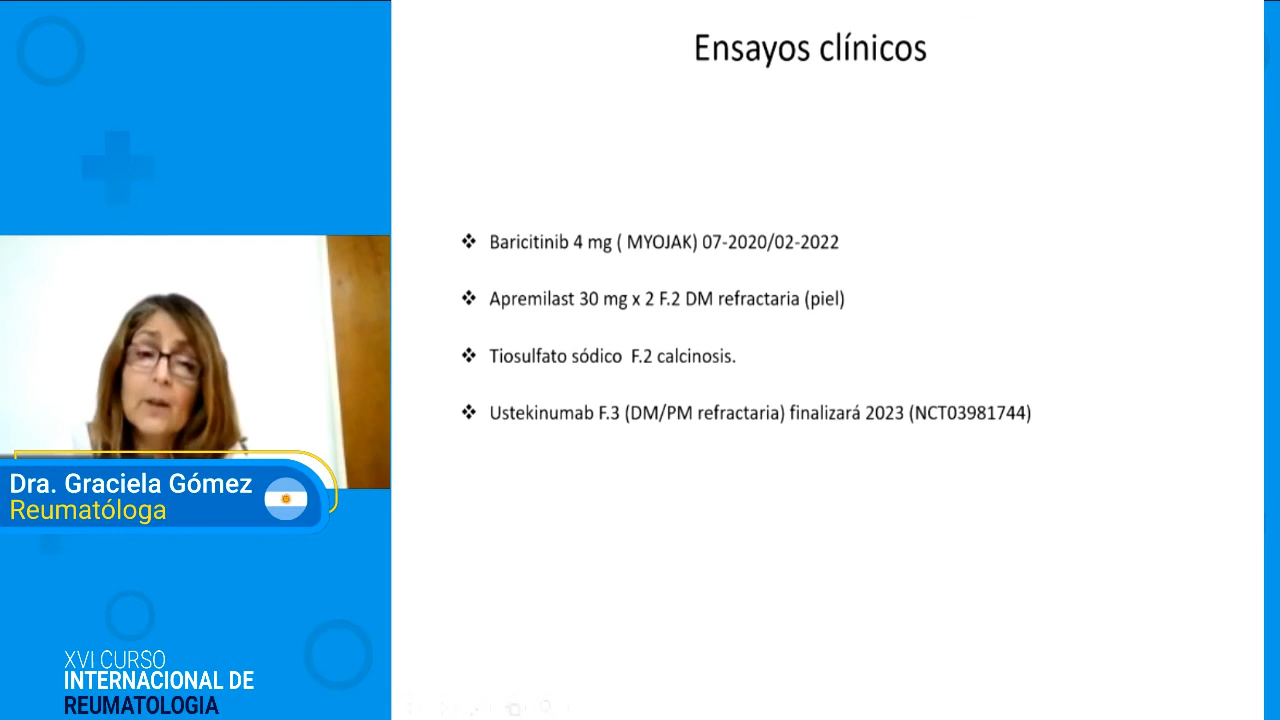 Ensayos clínicos
❖ Baricitinib 4 mg ( MYOJAK) 07-2020/02-2022
❖ Apremilast 30 mg x 2 F.2 DM refractaria (piel)
❖ Tiosulfato sódico F.2 calcinosis.
❖ Ustekinumab F.3 (DM/PM refractaria) finalizará 2023 (NCT03981744)
Dra. Graciela Gómez
Reumatóloga
XVI CURSO
INTERNACIONAL DE
REUMATOLOGIA